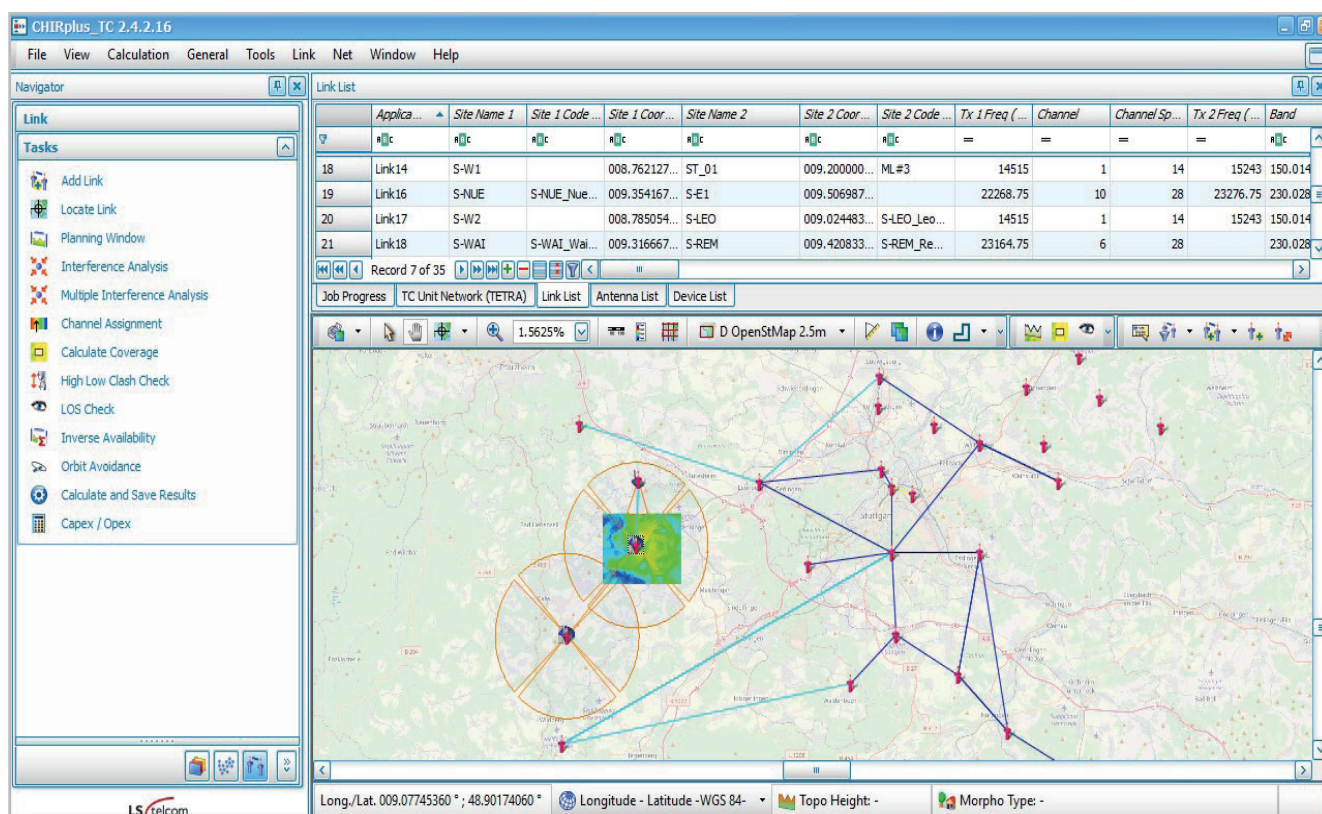 CHIRplus_TC 2.4.2.16
File View Calculation General Tools Link Net Window Help
Navigator
Link
Tasks
Add Link
Locate Link
Planning Window
Interference Analysis
Multiple Interference Analysis
Channel Assignment
Calculate Coverage
High Low Clash Check
LOS Check
Inverse Availability
Orbit Avoidance
Calculate and Save Results
Capex / Opex
LS telcom
Link List
Applica... Site Name 1 Site 1 Code ... Site 1 Coor... Site Name 2 Site 2 Coor... Site 2 Code ... Tx 1 Freq (... Channel Channel Sp... Tx 2 Freq (... Band
= = = =
18 Link14 S-W1 008.762127... ST_01 009.200000... ML#3 14515 1 14 15243 150.014
19 Link16 S-NUE S-NUE_Nue... 009.354167... S-E1 009.506987... 22268.75 10 28 23276.75 230.028
20 Link17 S-W2 008.785054... S-LEO 009.024483... S-LEO_Leo... 14515 1 14 15243 150.014
21 Link18 S-WAI S-WAI_Wai... 009.316667... S-REM 009.420833... S-REM_Re... 23164.75 6 28 230.028
Record 7 of 35
Job Progress TC Unit Network (TETRA) Link List Antenna List Device List
1.5625% D OpenStMap 2.5m
Pforzheim
Stuttgart
Long./Lat. 009.07745360 ° ; 48.90174060 ° Longitude - Latitude -WGS 84- Topo Height: - Morpho Type: -